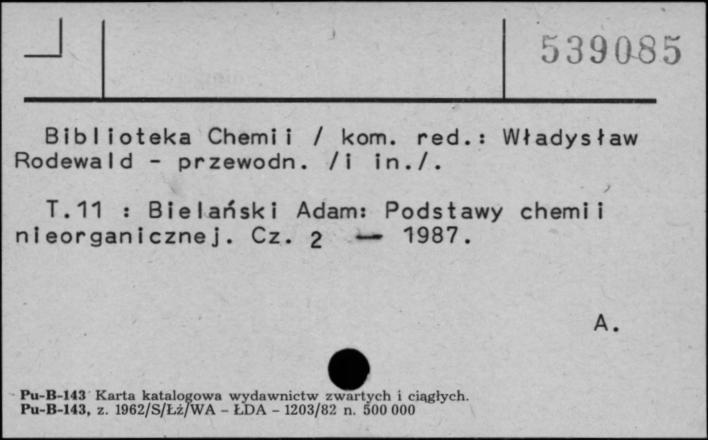 539085
Biblioteka Chemii / kom. red.: Władysław
Rodewald - przewodn. /i in./.
T.11 : Bielański Adam: Podstawy chemii
nieorganicznej. Cz. 2 — 1987.
A.
Pu-B-143 Karta katalogowa wydawnictw zwartych i ciągłych.
Pu-B-143, z. 1962/S/Łż/WA - ŁDA - 1203/82 n. 500 000